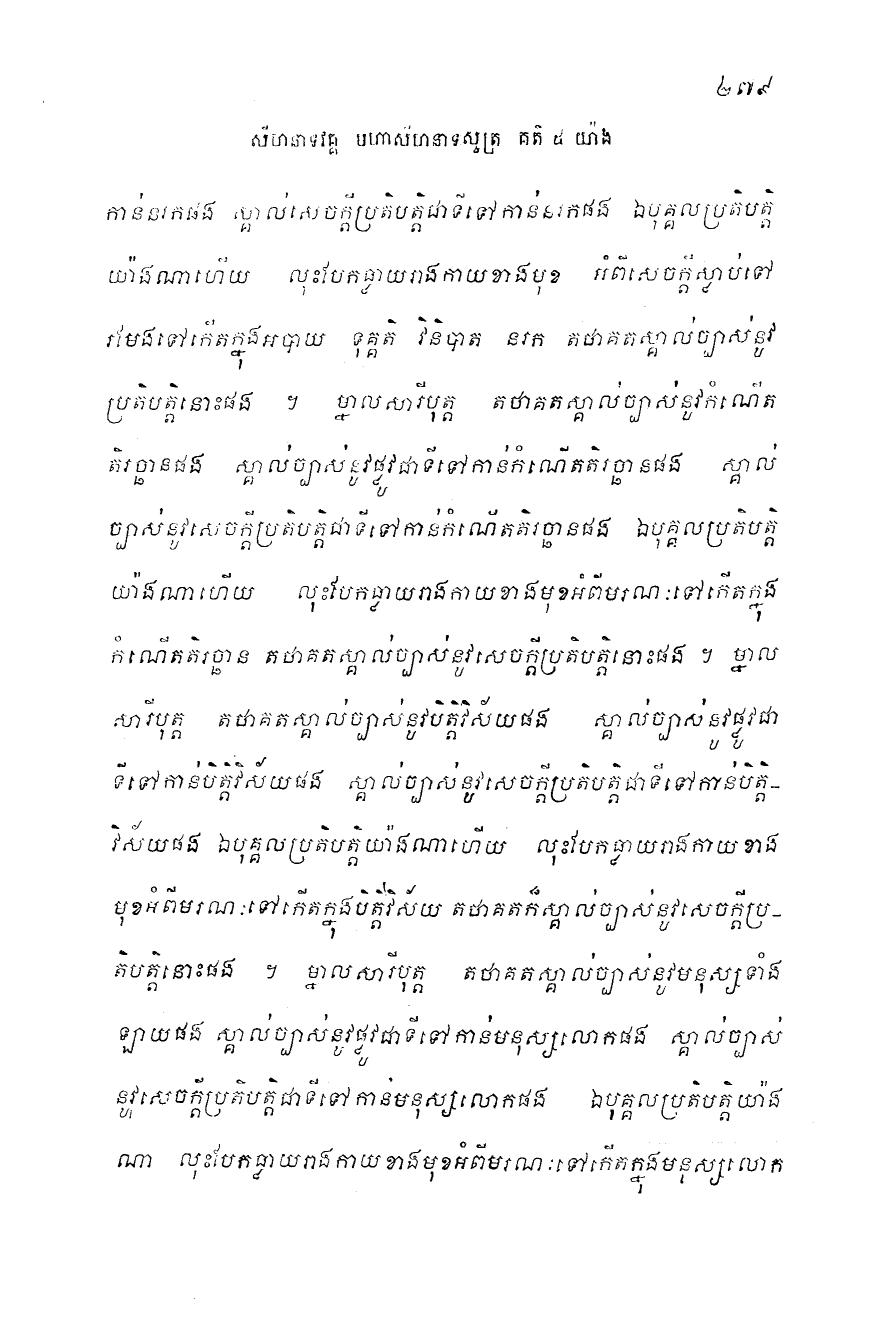 ២៧៩
សីហនាទវគ្គ មហាសីហនាទសូត្រ គតិ ៥ យ៉ាង
កាន់នរកផង ស្គាល់សេចក្តីប្រតិបត្តិជាទីទៅកាន់នរកផង ឯបុគ្គលប្រតិបត្តិ
យ៉ាងណាហើយ លុះបែកធ្លាយរាងកាយខាងមុខ អំពីសេចក្តីស្លាប់ទៅ
រមែងទៅកើតក្នុងអបាយ ទុគ្គតិ វិនិបាត នរក តថាគតស្គាល់ច្បាស់នូវ
ប្រតិបត្តិនោះផង ។ ម្នាលសារីបុត្ត តថាគតស្គាល់ច្បាស់នូវកំណើត
តិរច្ឆានផង ស្គាល់ច្បាស់នូវផ្លូវជាទីទៅកាន់កំណើតតិរច្ឆានផង ស្គាល់
ច្បាស់នូវសេចក្តីប្រតិបត្តិជាទីទៅកាន់កំណើតតិរច្ឆានផង ឯបុគ្គលប្រតិបត្តិ
យ៉ាងណាហើយ លុះបែកធ្លាយរាងកាយខាងមុខអំពីមរណៈទៅកើតក្នុង
កំណើតតិរច្ឆាន តថាគតស្គាល់ច្បាស់នូវសេចក្តីប្រតិបត្តិនោះផង ។ ម្នាល
សារីបុត្ត តថាគតស្គាល់ច្បាស់នូវបិត្តិវិស័យផង ស្គាល់ច្បាស់នូវផ្លូវជា
ទីទៅកាន់បិត្តិវិស័យផង ស្គាល់ច្បាស់នូវសេចក្តីប្រតិបត្តិជាទីទៅកាន់បិត្តិ-
វិស័យផង ឯបុគ្គលប្រតិបត្តិយ៉ាងណាហើយ លុះបែកធ្លាយរាងកាយខាង
មុខអំពីមរណៈទៅកើតក្នុងបិត្តិវិស័យ តថាគតក៏ស្គាល់ច្បាស់នូវសេចក្តីប្រ-
តិបត្តិនោះផង ។ ម្នាលសារីបុត្ត តថាគតស្គាល់ច្បាស់នូវមនុស្សទាំង
ឡាយផង ស្គាល់ច្បាស់នូវផ្លូវជាទីទៅកាន់មនុស្សលោកផង ស្គាល់ច្បាស់
នូវសេចក្តីប្រតិបត្តិជាទីទៅកាន់មនុស្សលោកផង ឯបុគ្គលប្រតិបត្តិយ៉ាង
ណា លុះបែកធ្លាយរាងកាយខាងមុខអំពីមរណៈទៅកើតក្នុងមនុស្សលោក